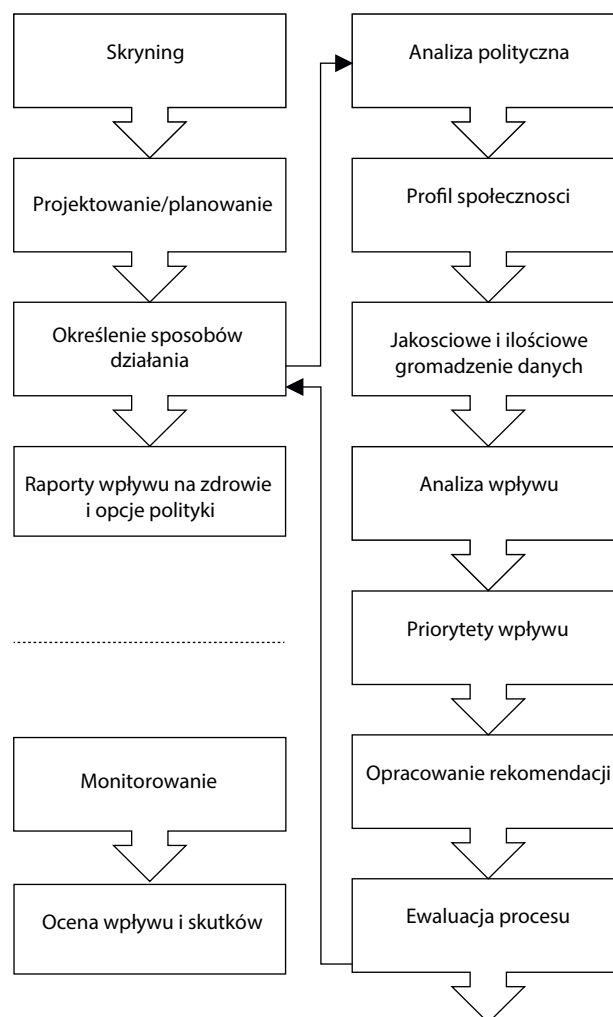 Skryning
Projektowanie/planowanie
Określenie sposobów
działania
Raporty wpływu na zdrowie
i opcje polityki
Monitorowanie
Ocena wpływu i skutków
Analiza polityczna
Profil społecznosci
Jakosciowe i ilościowe
gromadzenie danych
Analiza wpływu
Priorytety wpływu
Opracowanie rekomendacji
Ewaluacja procesu